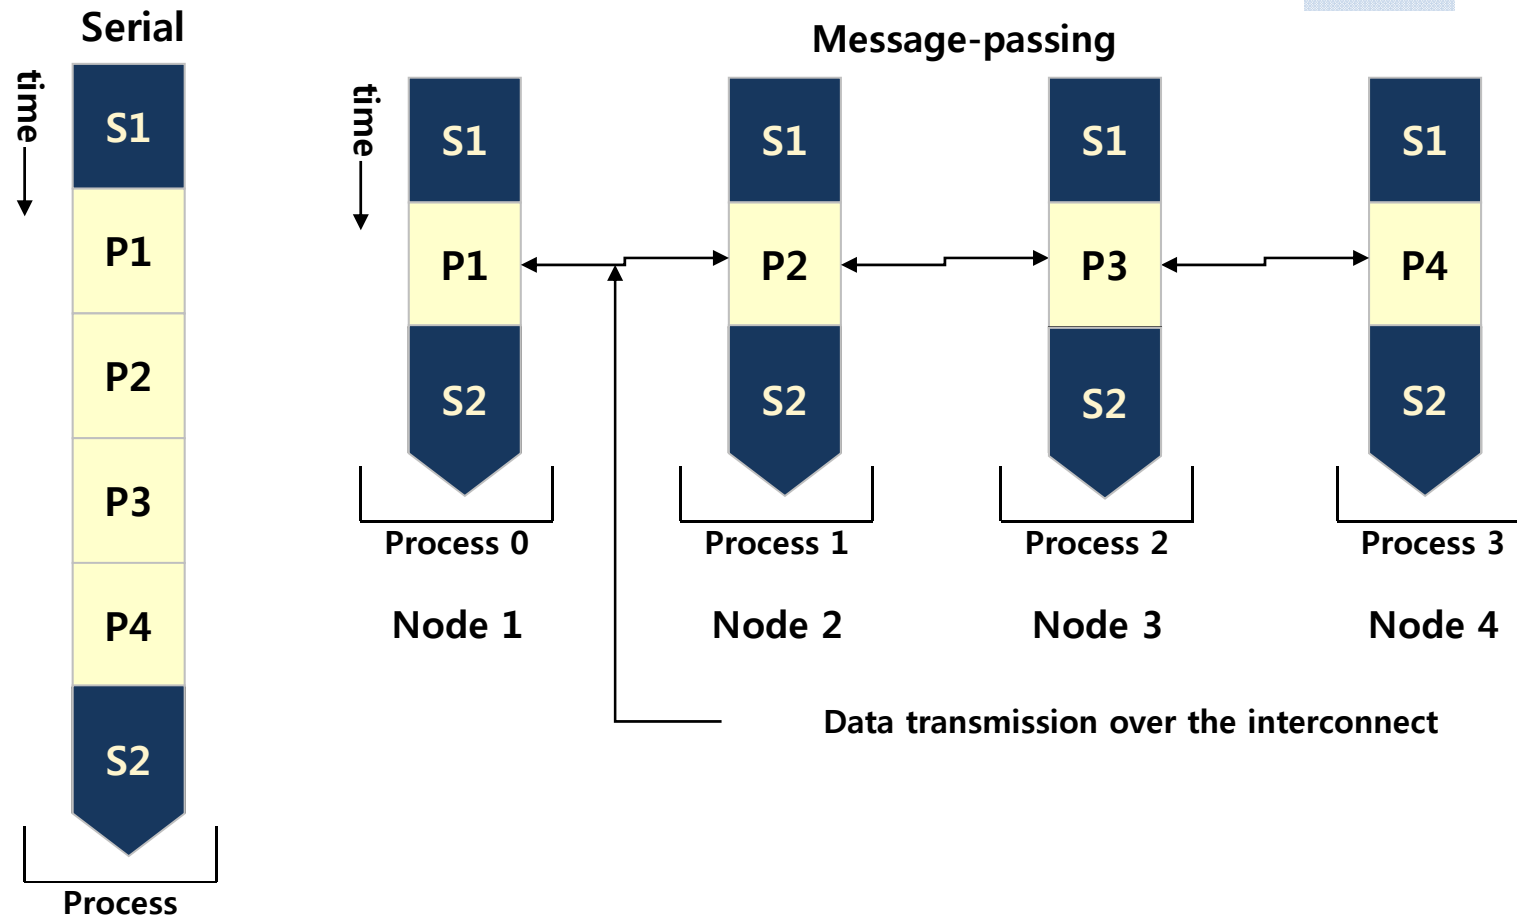 Serial
time
S1
P1
P2
P3
P4
S2
Process
Message-passing
time
S1
P1
S2
Process 0
Node 1
S1
P2
S2
Process 1
Node 2
S1
P3
S2
Process 2
Node 3
S1
P4
S2
Process 3
Node 4
Data transmission over the interconnect